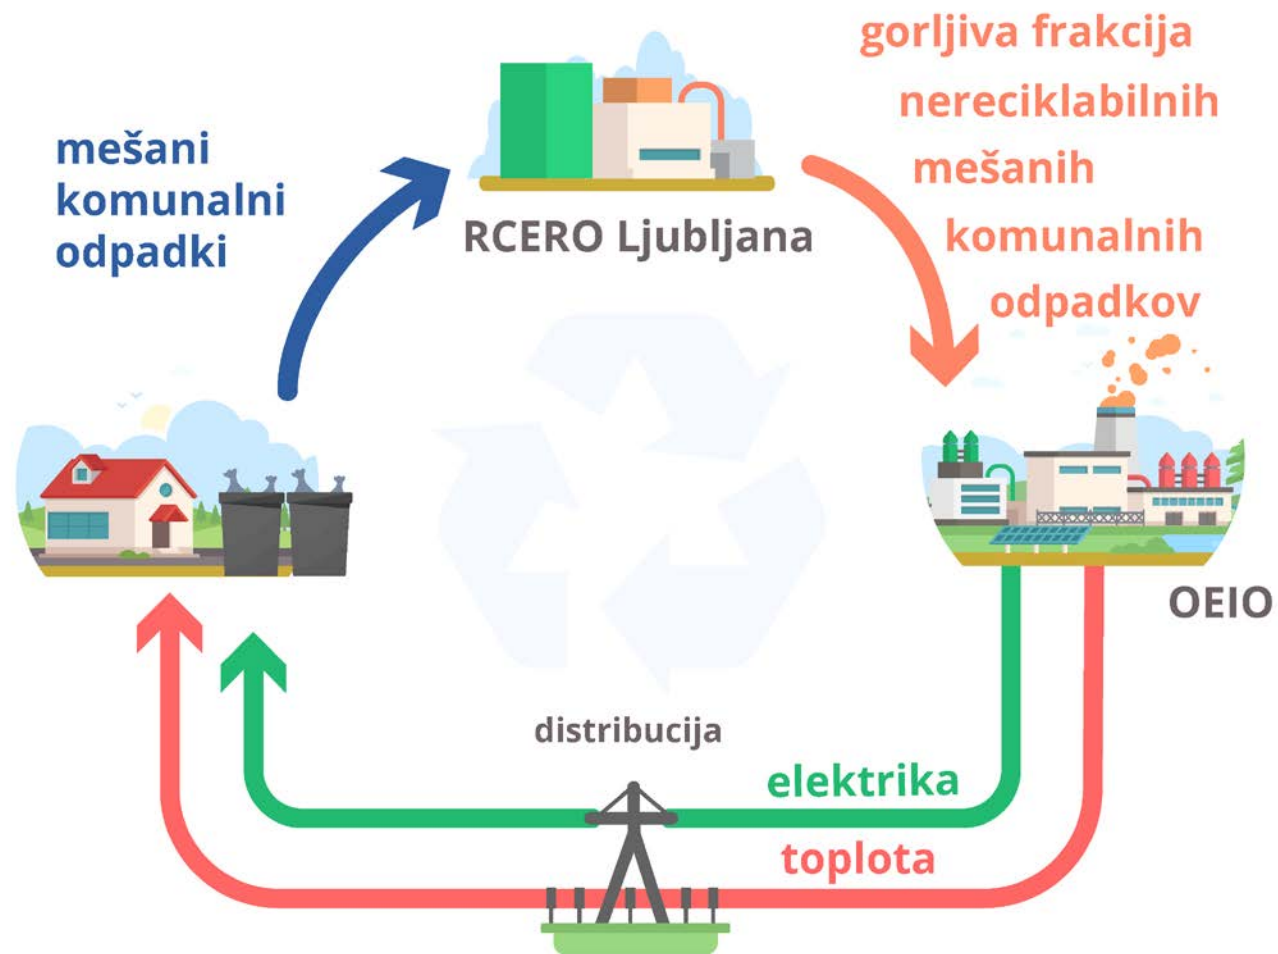 mešani
komunalni
odpadki
RCERO Ljubljana
gorljiva frakcija
nereciklabilnih
mešanih
komunalnih
odpadkov
OEIO
distribucija
elektrika
toplota